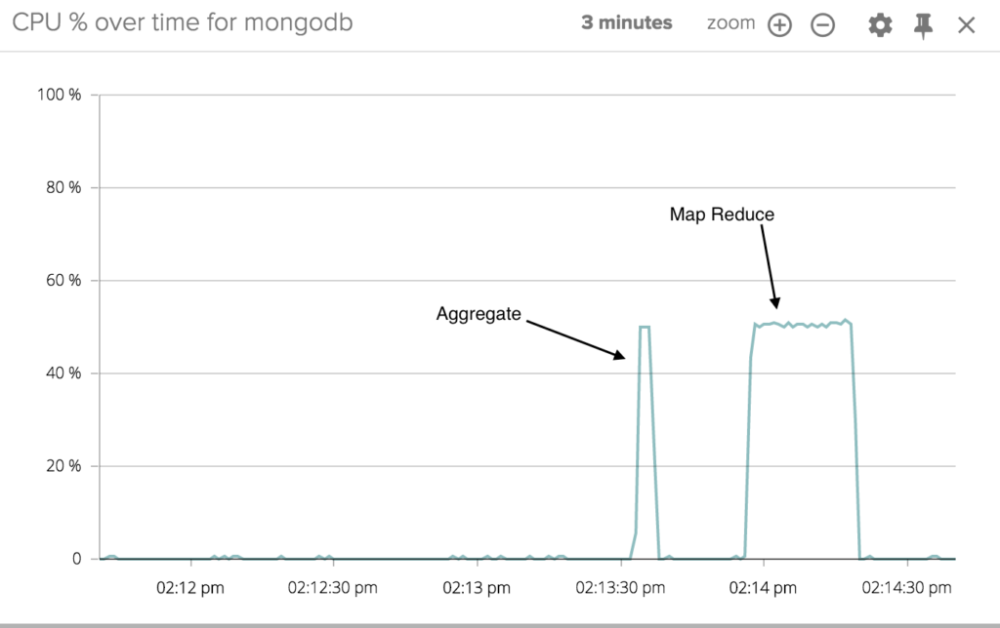 CPU % over time for mongodb
3 minutes
zoom
100 %
80 %
Map Reduce
60 %
Aggregate
40 %
20 %
0
02:12 pm
02:12:30 pm
02:13 pm
02:13:30 pm
02:14 pm
02:14:30 pm